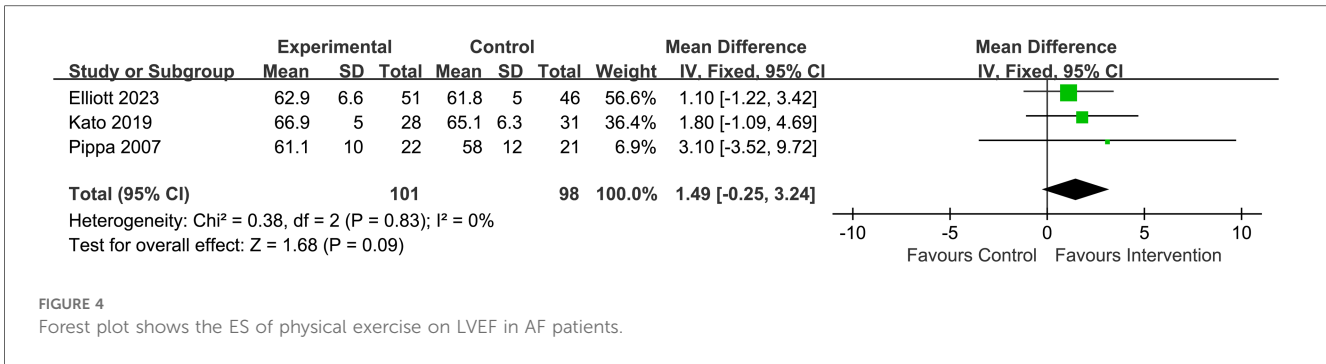 Experimental Control Mean Difference Mean Difference
Study or Subgroup Mean SD Total Mean SD Total Weight IV, Fixed, 95% CI IV, Fixed, 95% CI
Elliott 2023 62.9 6.6 51 61.8 5 46 56.6% 1.10 [-1.22, 3.42]
Kato 2019 66.9 5 28 65.1 6.3 31 36.4% 1.80 [-1.09, 4.69]
Pippa 2007 61.1 10 22 58 12 21 6.9% 3.10 [-3.52, 9.72]
Total (95% CI) 101 98 100.0% 1.49 [-0.25, 3.24]
Heterogeneity: Chi² = 0.38, df = 2 (P = 0.83); I² = 0%
Test for overall effect: Z = 1.68 (P = 0.09)
-10 -5 0 5 10
Favours Control Favours Intervention
FIGURE 4
Forest plot shows the ES of physical exercise on LVEF in AF patients.